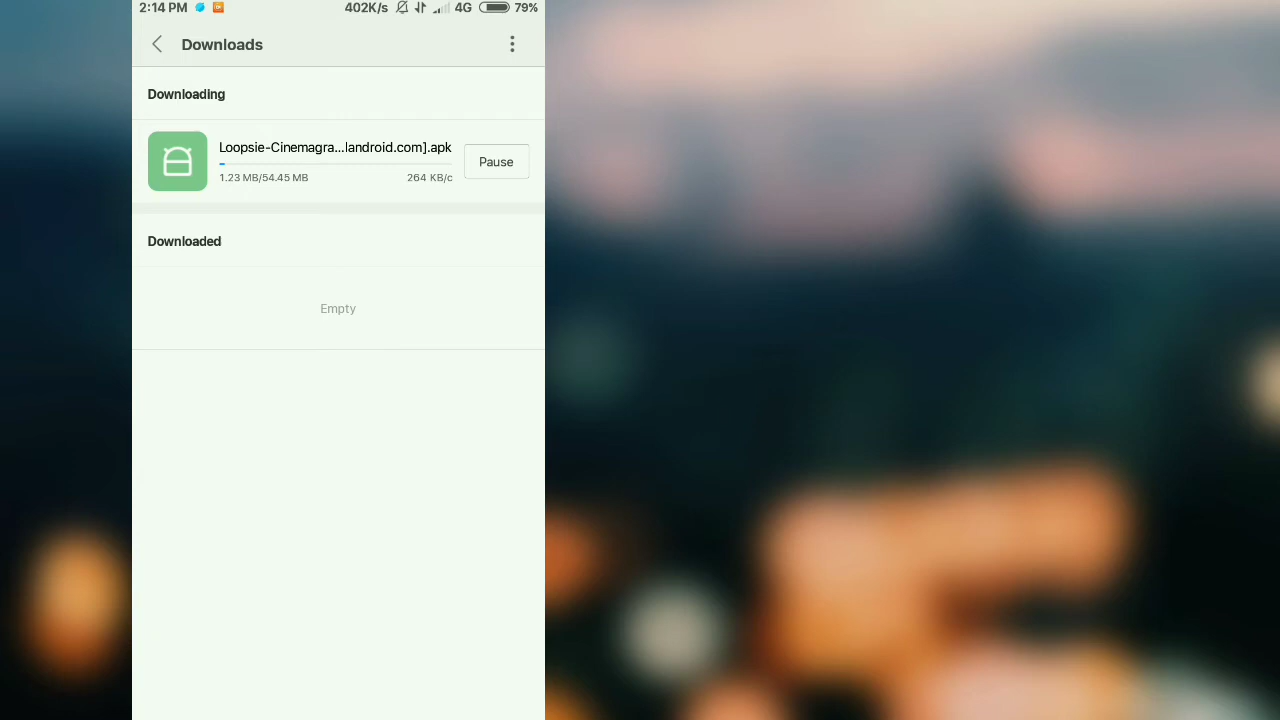 2:14 PM 402K/s 4G 79%
Downloads
Downloading
Loopsie-Cinemagra...landroid.com].apk
1.23 MB/54.45 MB 264 KB/c
Pause
Downloaded
Empty